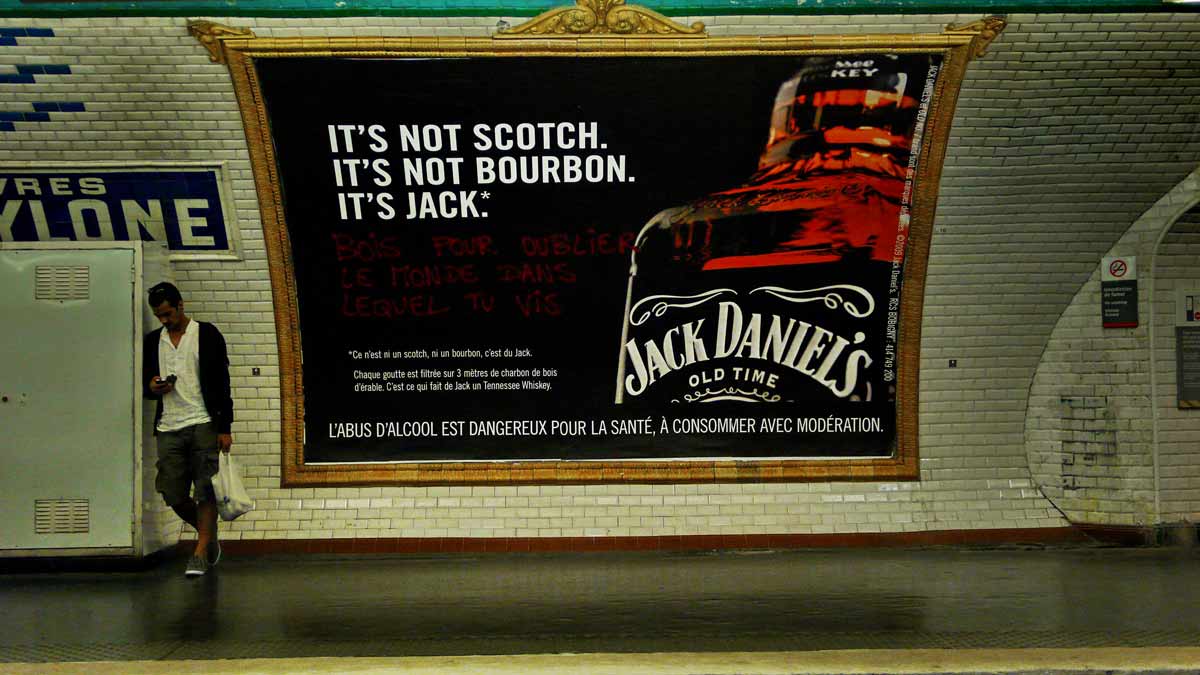 VRES
YLONE
IT'S NOT SCOTCH.
IT'S NOT BOURBON.
IT'S JACK.*
BOIS POUR OUBLIER
LE MONDE DANS
LEQUEL TU VIS
*Ce n'est ni un scotch, ni un bourbon, c'est du Jack.
Chaque goutte est filtrée sur 3 mètres de charbon de bois
d'érable. C'est ce qui fait de Jack un Tennessee Whiskey.
KEY
JACK DANIEL'S
OLD TIME
L'ABUS D'ALCOOL EST DANGEREUX POUR LA SANTÉ, À CONSOMMER AVEC MODÉRATION.